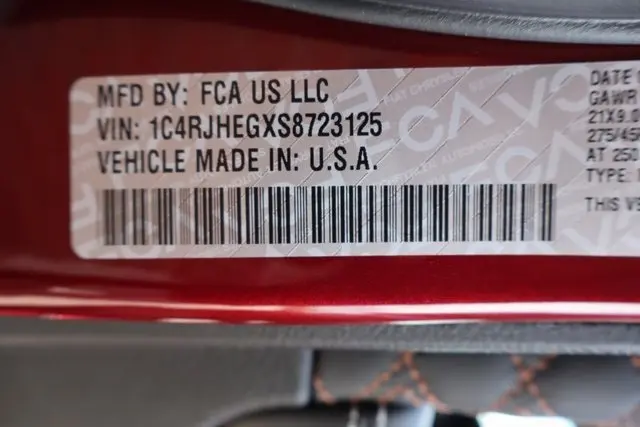 MFD BY: FCA US LLC
VIN: 1C4RJHEGXS8723125
VEHICLE MADE IN: U.S.A.
DATE
GAWR
21X9.0
275/45
AT 250
TYPE:
THIS VE